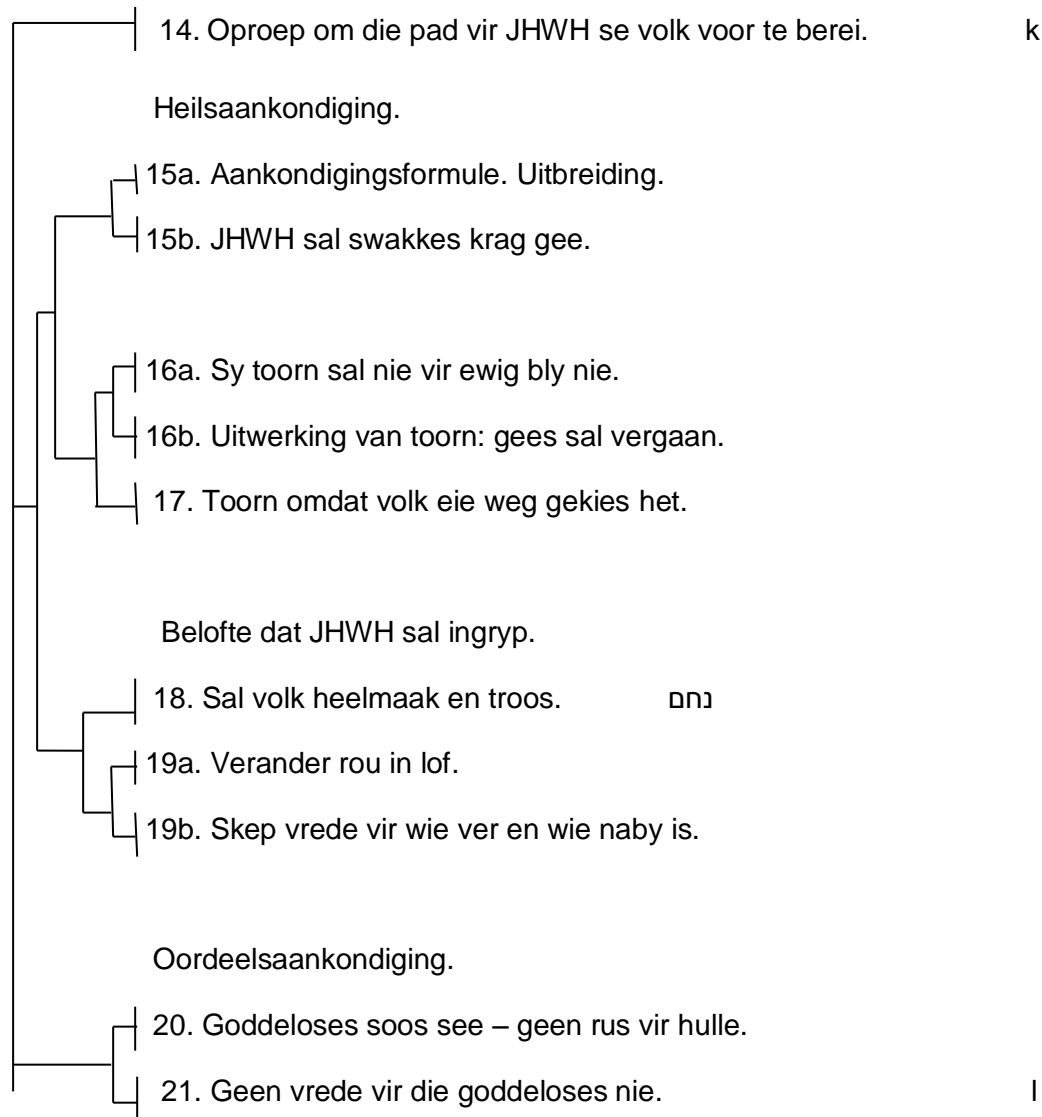 14. Oproep om die pad vir JHWH se volk voor te berei. k
Heilsaankondiging.
15a. Aankondigingsformule. Uitbreiding.
15b. JHWH sal swakkes krag gee.
16a. Sy toorn sal nie vir ewig bly nie.
16b. Uitwerking van toorn: gees sal vergaan.
17. Toorn omdat volk eie weg gekies het.
Belofte dat JHWH sal ingryp.
18. Sal volk heelmaak en troos. נחם
19a. Verander rou in lof.
19b. Skep vrede vir wie ver en wie naby is.
Oordeelsaankondiging.
20. Goddeloses soos see – geen rus vir hulle.
21. Geen vrede vir die goddeloses nie. l